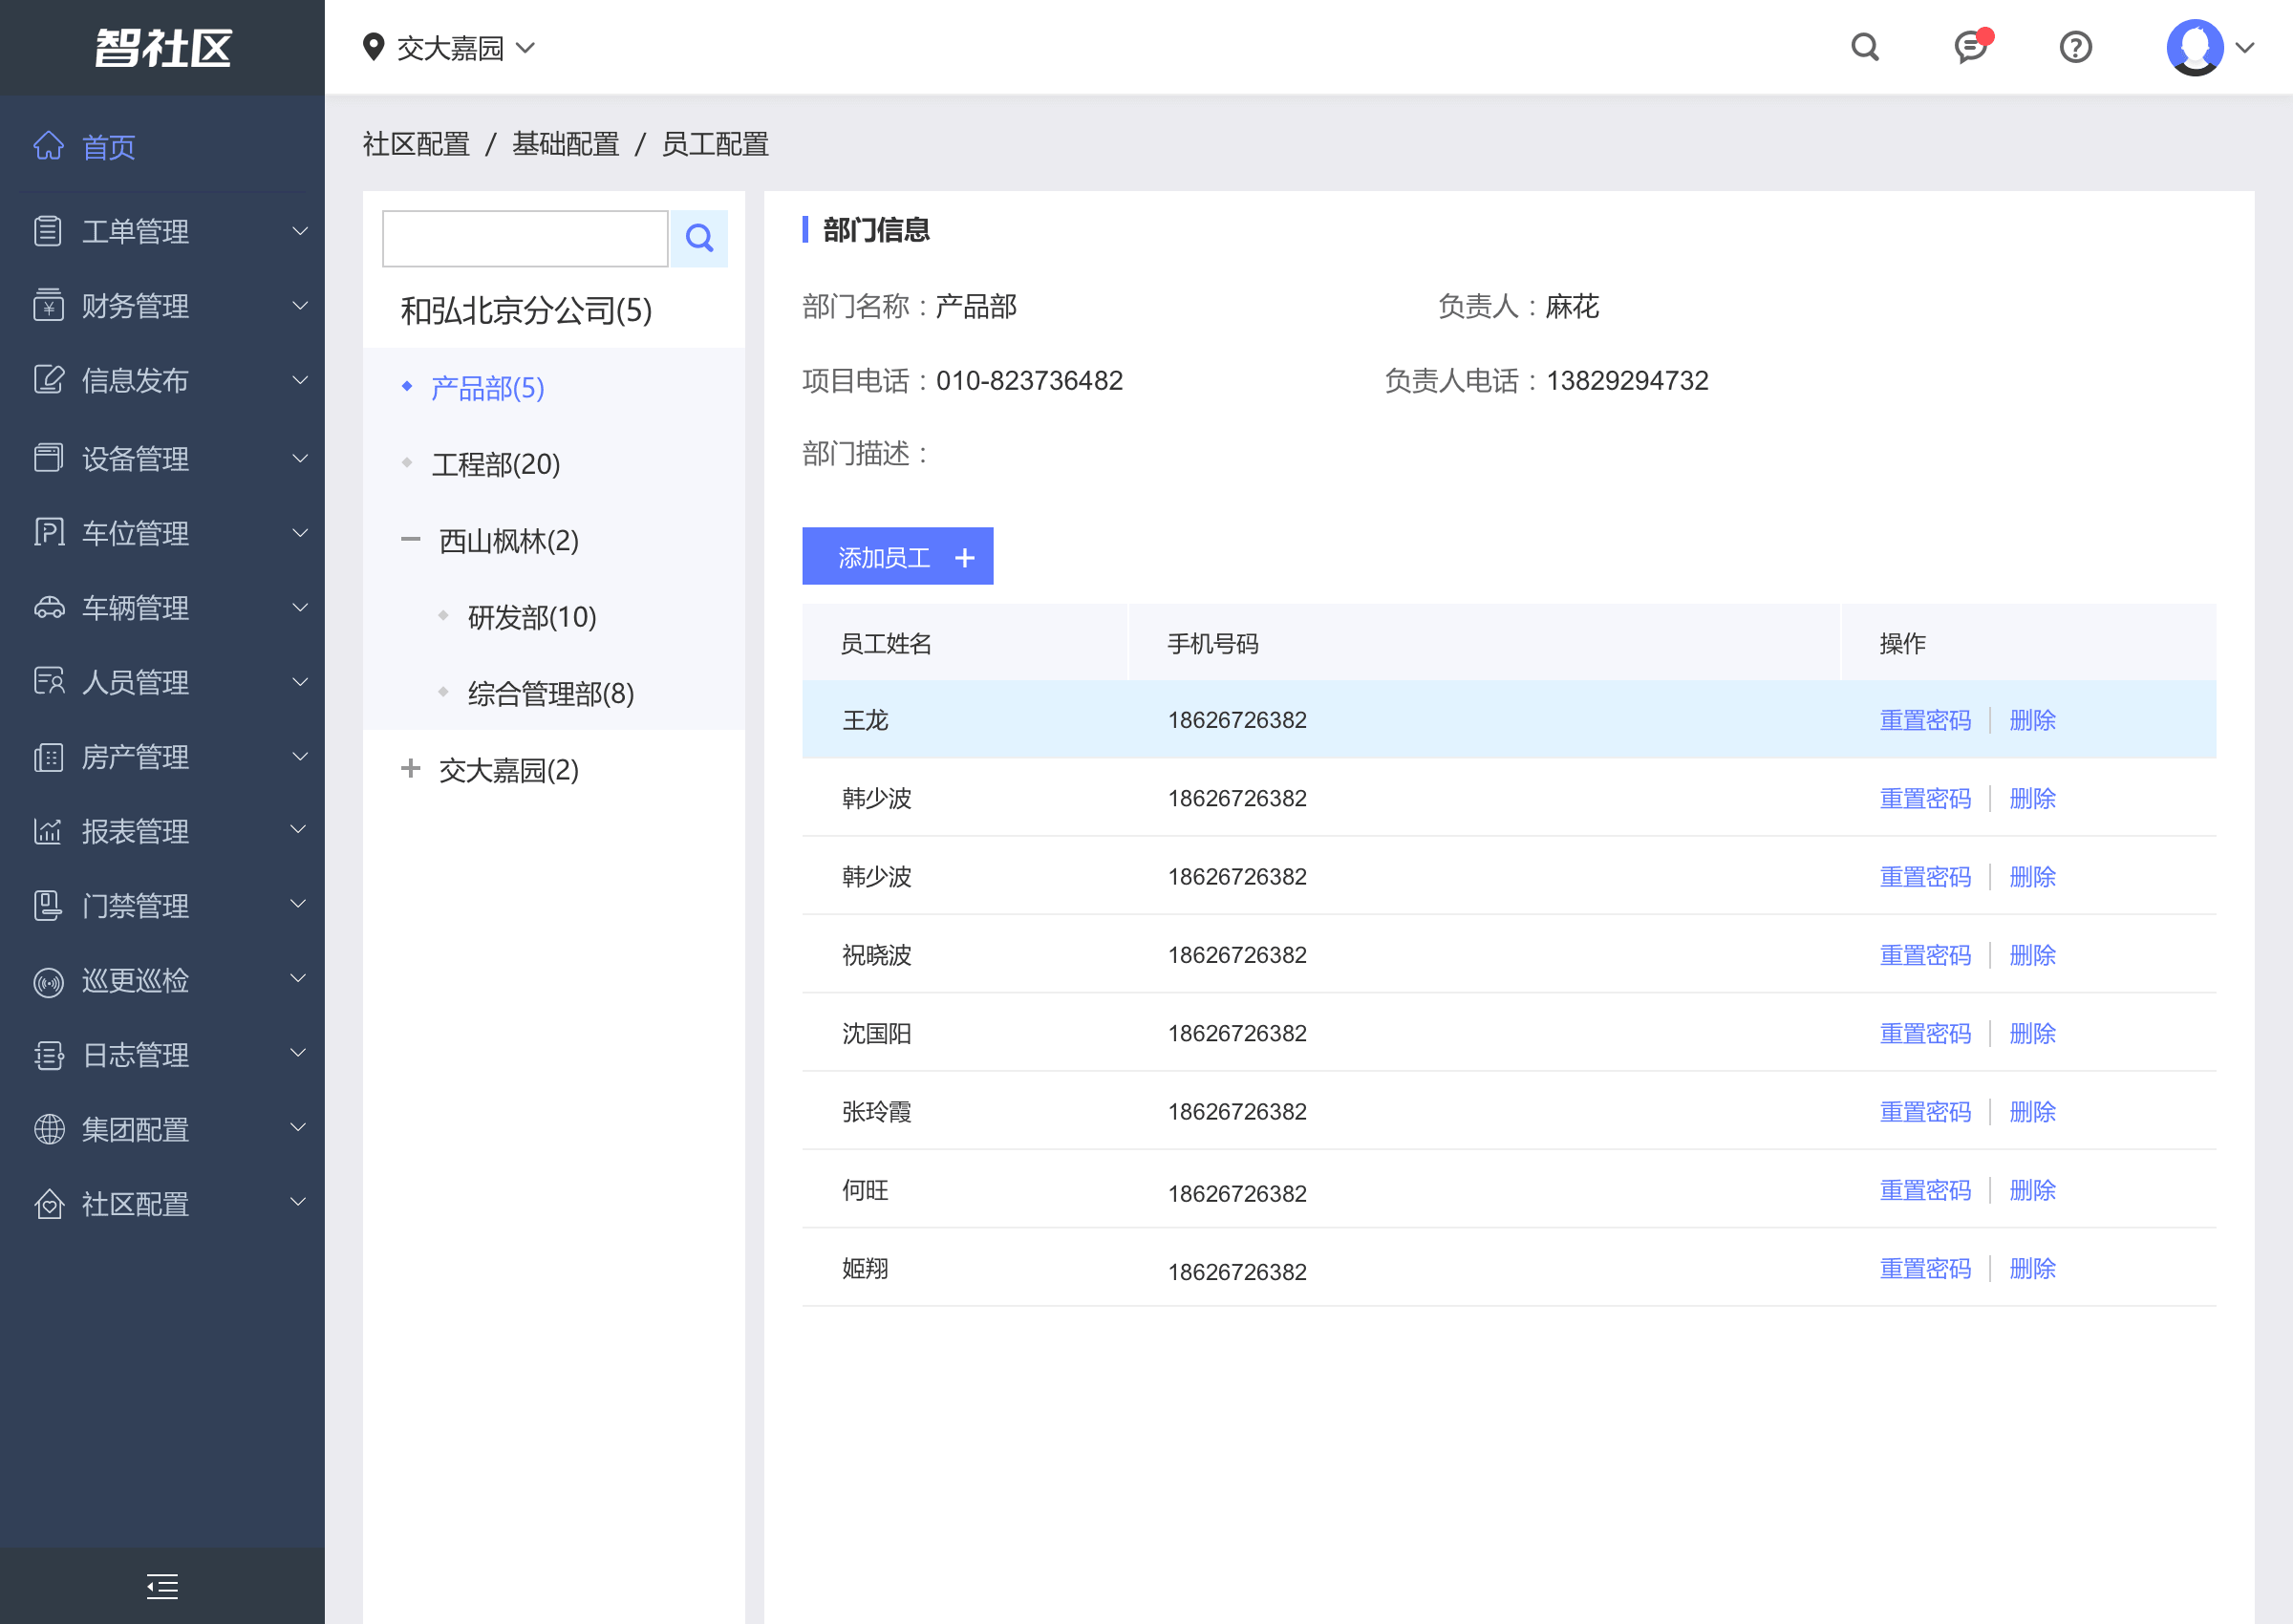 智社区
交大嘉园
首页
工单管理
财务管理
信息发布
设备管理
车位管理
车辆管理
人员管理
房产管理
报表管理
门禁管理
巡更巡检
日志管理
集团配置
社区配置
社区配置 / 基础配置 / 员工配置
和弘北京分公司(5)
产品部(5)
工程部(20)
西山枫林(2)
研发部(10)
综合管理部(8)
交大嘉园(2)
部门信息
部门名称：产品部 负责人：麻花
项目电话：010-823736482 负责人电话：13829294732
部门描述：
添加员工 +
员工姓名 手机号码 操作
王龙 18626726382 重置密码 删除
韩少波 18626726382 重置密码 删除
韩少波 18626726382 重置密码 删除
祝晓波 18626726382 重置密码 删除
沈国阳 18626726382 重置密码 删除
张玲霞 18626726382 重置密码 删除
何旺 18626726382 重置密码 删除
姬翔 18626726382 重置密码 删除